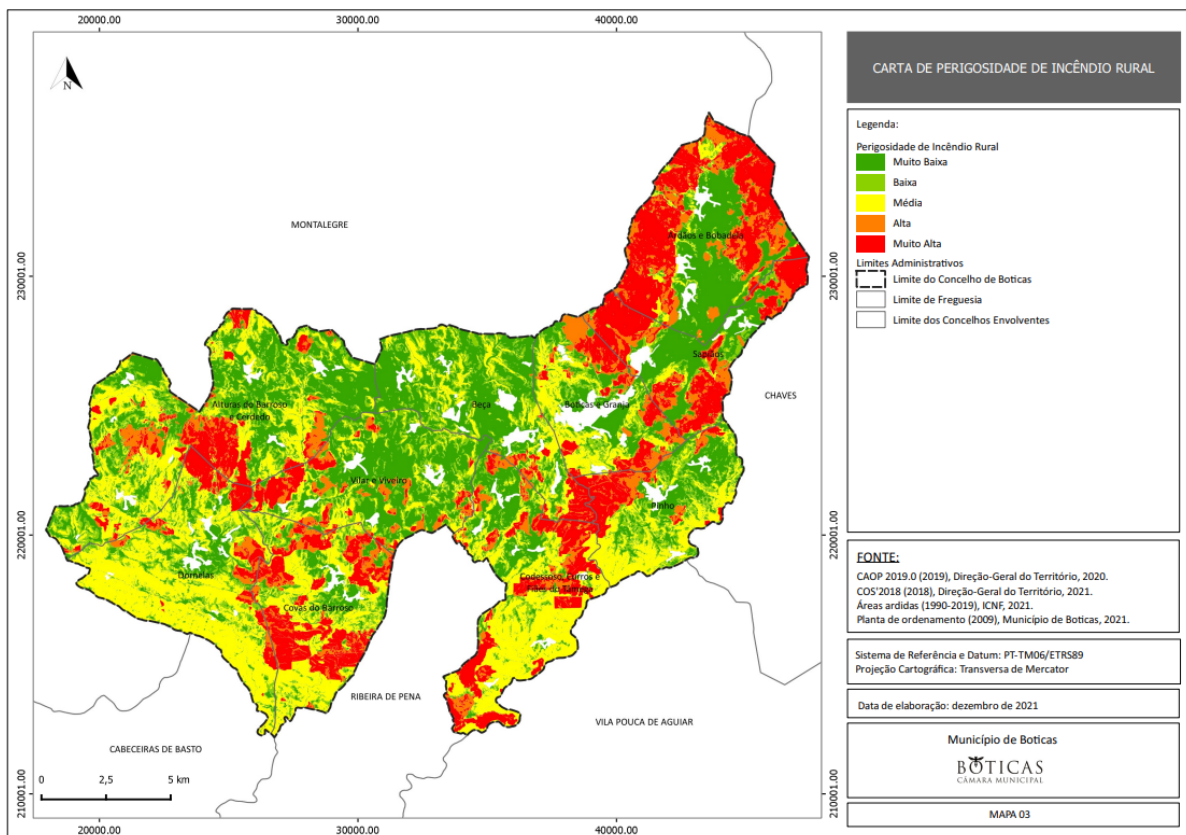 20000.00 30000.00 40000.00
N
230001.00
220001.00
210001.00
230001.00
220001.00
210001.00
MONTALEGRE
CHAVES
RIBEIRA DE PENA
VILA POUCA DE AGUIAR
CABECEIRAS DE BASTO
Ardãos e Bobadela
Sapiãos
Alturas do Barroso
e Cerdedo
Beça
Boticas e Granja
Vilar e Viveiro
Pinho
Dornelas
Codessoso, Curros e
Fiães do Tâmega
Covas do Barroso
0 2,5 5 km
20000.00 30000.00 40000.00
CARTA DE PERIGOSIDADE DE INCÊNDIO RURAL
Legenda:
Perigosidade de Incêndio Rural
Muito Baixa
Baixa
Média
Alta
Muito Alta
Limites Administrativos
Limite do Concelho de Boticas
Limite de Freguesia
Limite dos Concelhos Envolventes
FONTE:
CAOP 2019.0 (2019), Direção-Geral do Território, 2020.
COS'2018 (2018), Direção-Geral do Território, 2021.
Áreas ardidas (1990-2019), ICNF, 2021.
Planta de ordenamento (2009), Município de Boticas, 2021.
Sistema de Referência e Datum: PT-TM06/ETRS89
Projeção Cartográfica: Transversa de Mercator
Data de elaboração: dezembro de 2021
Município de Boticas
BOTICAS
CÂMARA MUNICIPAL
MAPA 03